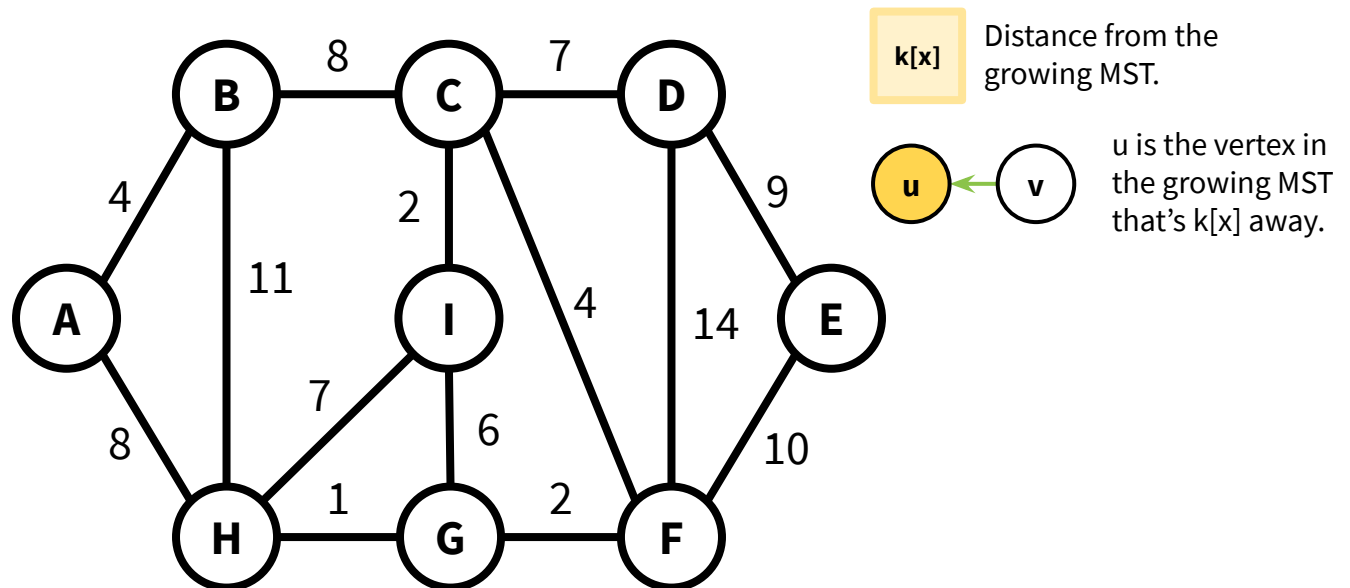 8
7
B
C
D
4
2
9
11
A
I
4
14
E
7
8
6
10
1
2
H
G
F
k[x]
Distance from the
growing MST.
u
v
u is the vertex in
the growing MST
that's k[x] away.